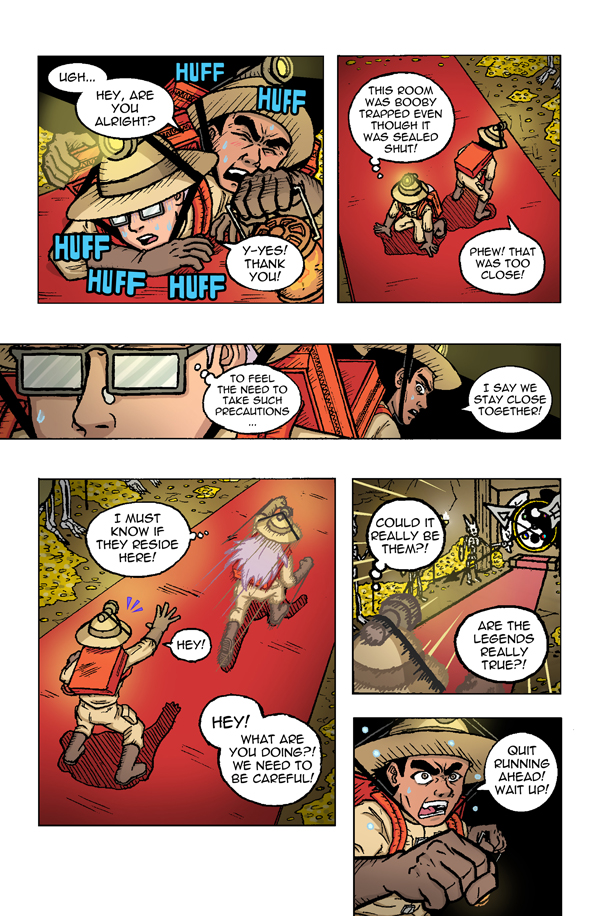 UGH...
HEY, ARE
YOU
ALRIGHT?
HUFF
HUFF
HUFF
HUFF
HUFF
Y-YES!
THANK
YOU!
THIS ROOM
WAS BOOBY
TRAPPED EVEN
THOUGH IT
WAS SEALED
SHUT!
PHEW! THAT
WAS TOO
CLOSE!
TO FEEL
THE NEED TO
TAKE SUCH
PRECAUTIONS
...
I SAY WE
STAY CLOSE
TOGETHER!
I MUST
KNOW IF
THEY RESIDE
HERE!
HEY!
HEY!
WHAT ARE
YOU DOING?!
WE NEED TO
BE CAREFUL!
COULD IT
REALLY BE
THEM?!
ARE THE
LEGENDS
REALLY
TRUE?!
QUIT
RUNNING
AHEAD!
WAIT UP!